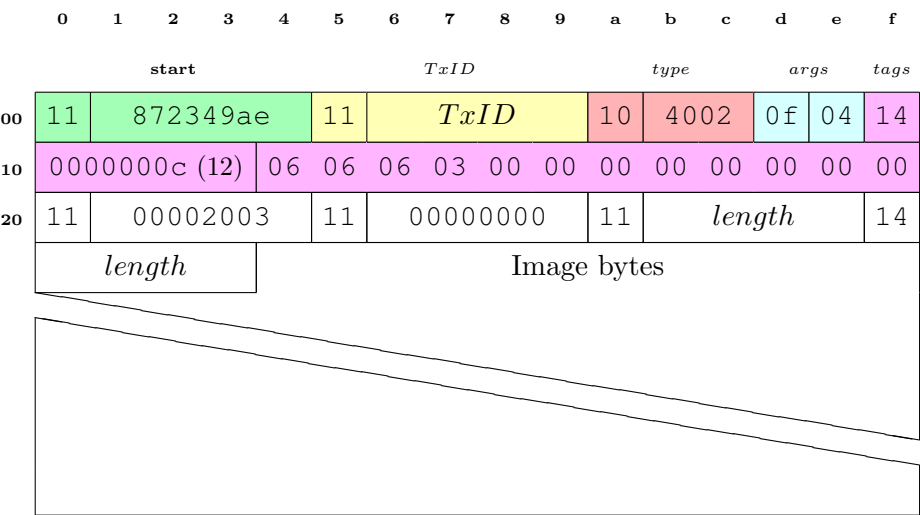 0 1 2 3 4 5 6 7 8 9 a b c d e f
start TxID type args tags
00 11 872349ae 11 TxID 10 4002 0f 04 14
10 0000000c (12) 06 06 06 03 00 00 00 00 00 00 00 00
20 11 00002003 11 00000000 11 length 14
length Image bytes